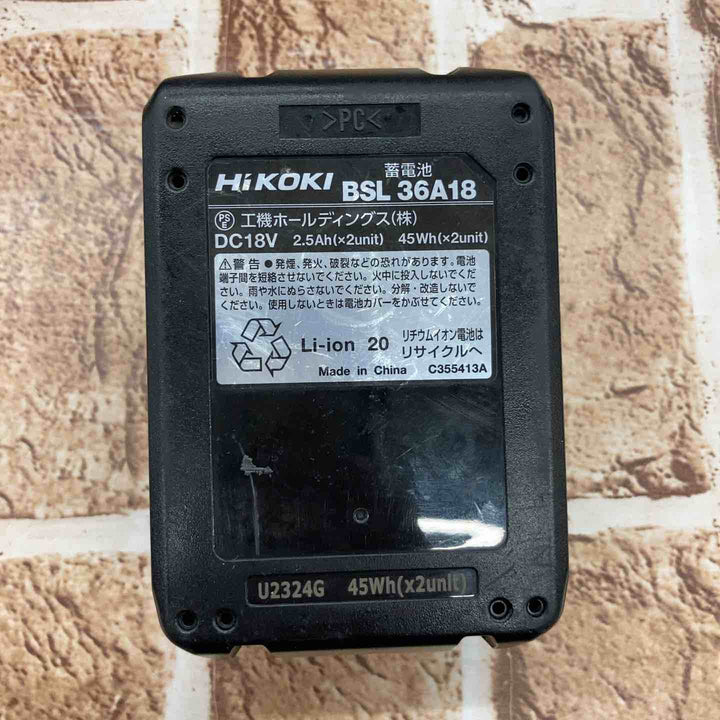 >PC<
蓄電池
HiKOKI BSL 36A18
PSE 工機ホールディングス(株)
DC18V 2.5Ah(×2unit) 45Wh(×2unit)
⚠警告 ●発煙、発火、破裂などの恐れがあります。電池
端子間を短絡させないでください。火中に投入しないでくだ
さい。雨や水にぬらさないでください。分解・改造しないで
ください。使用しないときは電池カバーをかぶせてください。
Li-ion 20 リチウムイオン電池は
リサイクルへ
Made in China C355413A
U2324G 45Wh(x2unit)